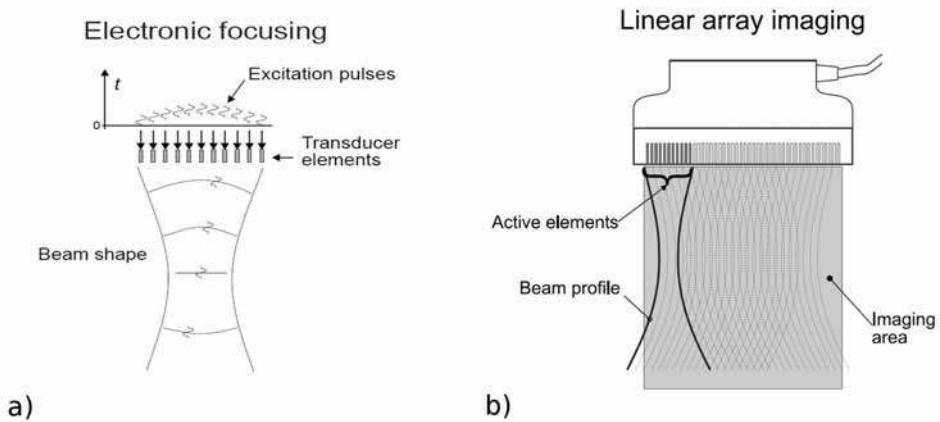 Electronic focusing
t
Excitation pulses
0
Transducer
elements
Beam shape
a)
Linear array imaging
Active elements
Beam profile
Imaging
area
b)